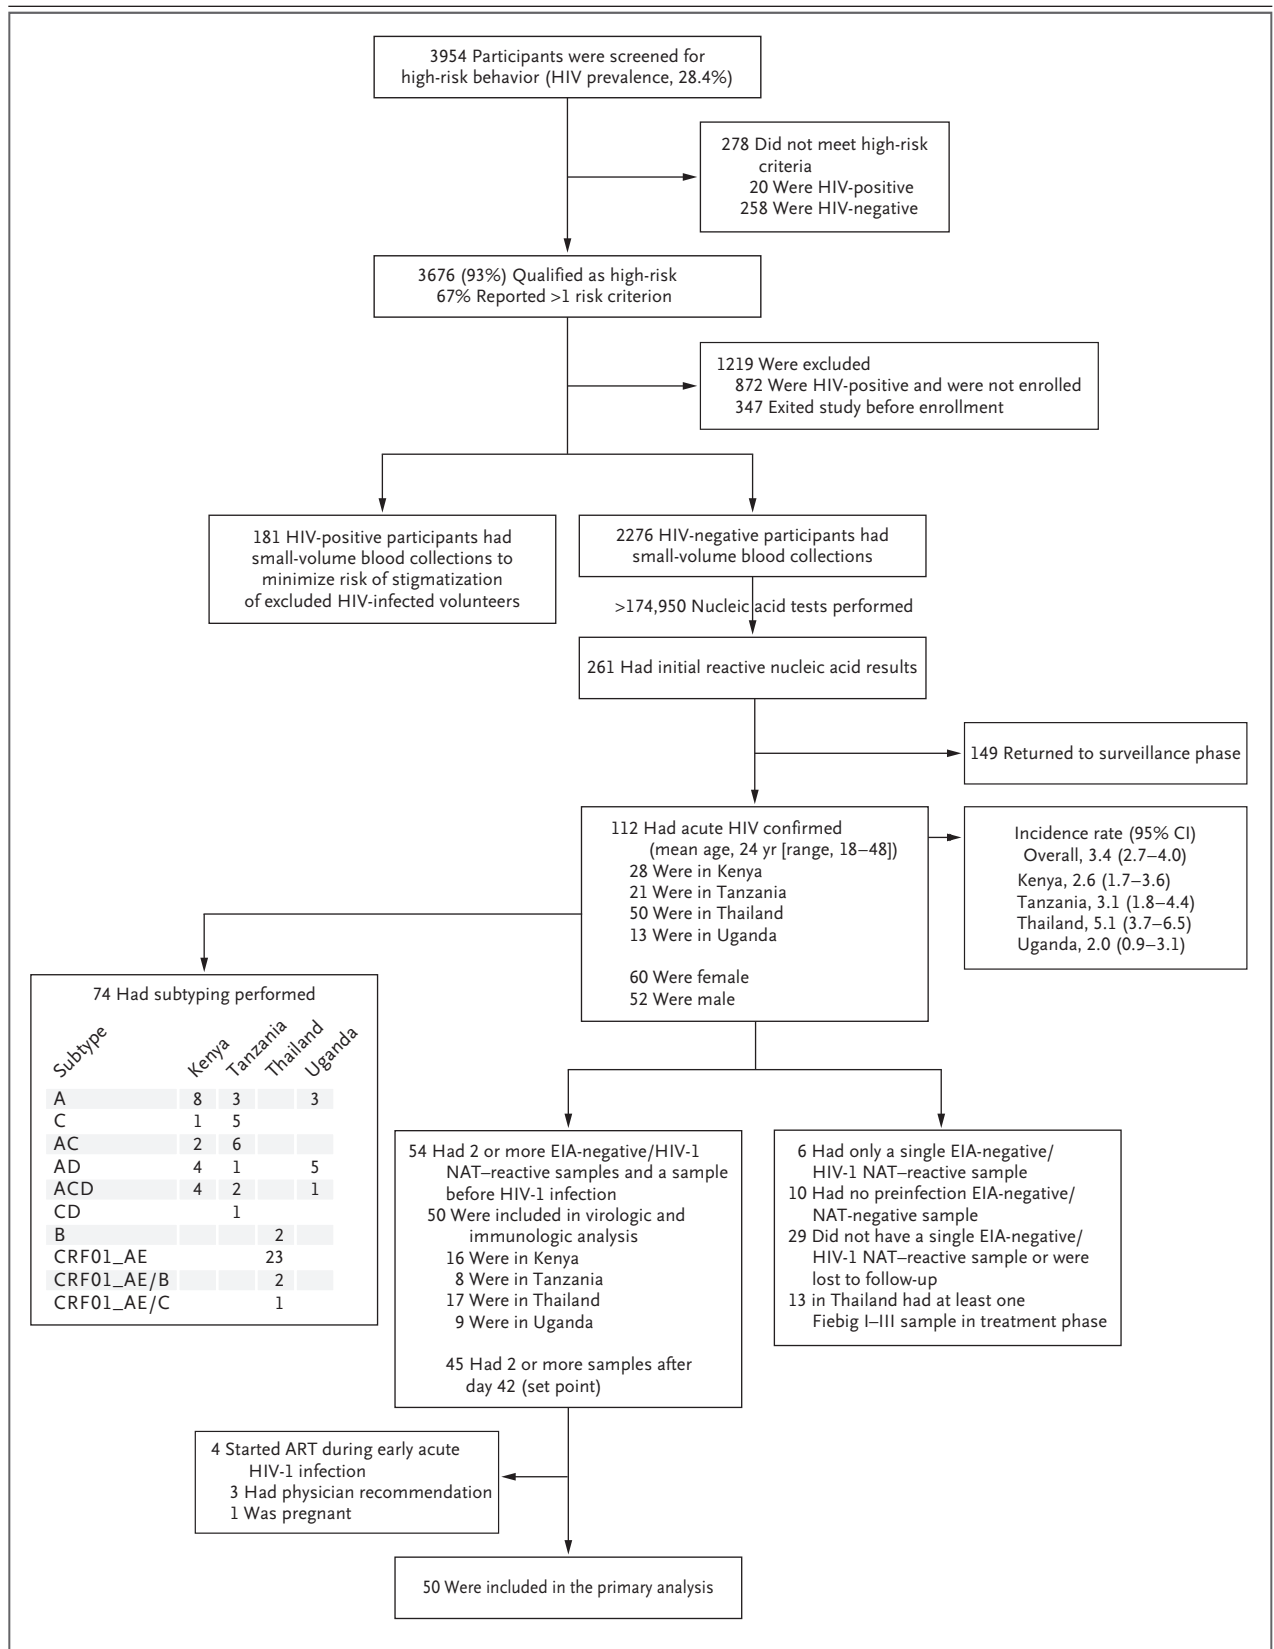 3954 Participants were screened for
high-risk behavior (HIV prevalence, 28.4%)
278 Did not meet high-risk
criteria
20 Were HIV-positive
258 Were HIV-negative
3676 (93%) Qualified as high-risk
67% Reported >1 risk criterion
1219 Were excluded
872 Were HIV-positive and were not enrolled
347 Exited study before enrollment
181 HIV-positive participants had
small-volume blood collections to
minimize risk of stigmatization
of excluded HIV-infected volunteers
2276 HIV-negative participants had
small-volume blood collections
>174,950 Nucleic acid tests performed
261 Had initial reactive nucleic acid results
149 Returned to surveillance phase
112 Had acute HIV confirmed
(mean age, 24 yr [range, 18–48])
28 Were in Kenya
21 Were in Tanzania
50 Were in Thailand
13 Were in Uganda
60 Were female
52 Were male
Incidence rate (95% CI)
Overall, 3.4 (2.7–4.0)
Kenya, 2.6 (1.7–3.6)
Tanzania, 3.1 (1.8–4.4)
Thailand, 5.1 (3.7–6.5)
Uganda, 2.0 (0.9–3.1)
74 Had subtyping performed
Subtype Kenya Tanzania Thailand Uganda
A 8 3 3
C 1 5
AC 2 6
AD 4 1 5
ACD 4 2 1
CD 1
B 2
CRF01_AE 23
CRF01_AE/B 2
CRF01_AE/C 1
54 Had 2 or more EIA-negative/HIV-1
NAT–reactive samples and a sample
before HIV-1 infection
50 Were included in virologic and
immunologic analysis
16 Were in Kenya
8 Were in Tanzania
17 Were in Thailand
9 Were in Uganda
45 Had 2 or more samples after
day 42 (set point)
6 Had only a single EIA-negative/
HIV-1 NAT–reactive sample
10 Had no preinfection EIA-negative/
NAT-negative sample
29 Did not have a single EIA-negative/
HIV-1 NAT–reactive sample or were
lost to follow-up
13 in Thailand had at least one
Fiebig I–III sample in treatment phase
4 Started ART during early acute
HIV-1 infection
3 Had physician recommendation
1 Was pregnant
50 Were included in the primary analysis